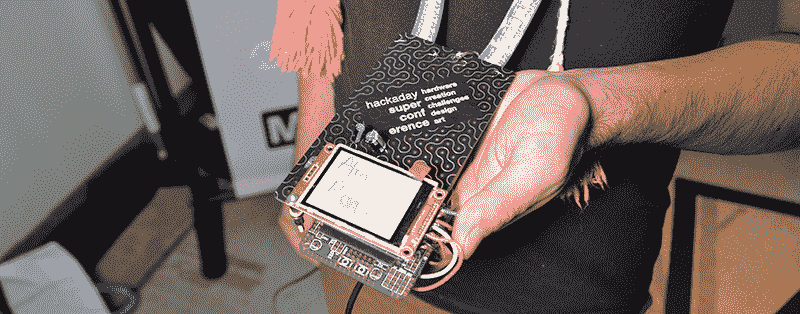 hackaday hardware
super creation
conf challenges
erence design
art
M